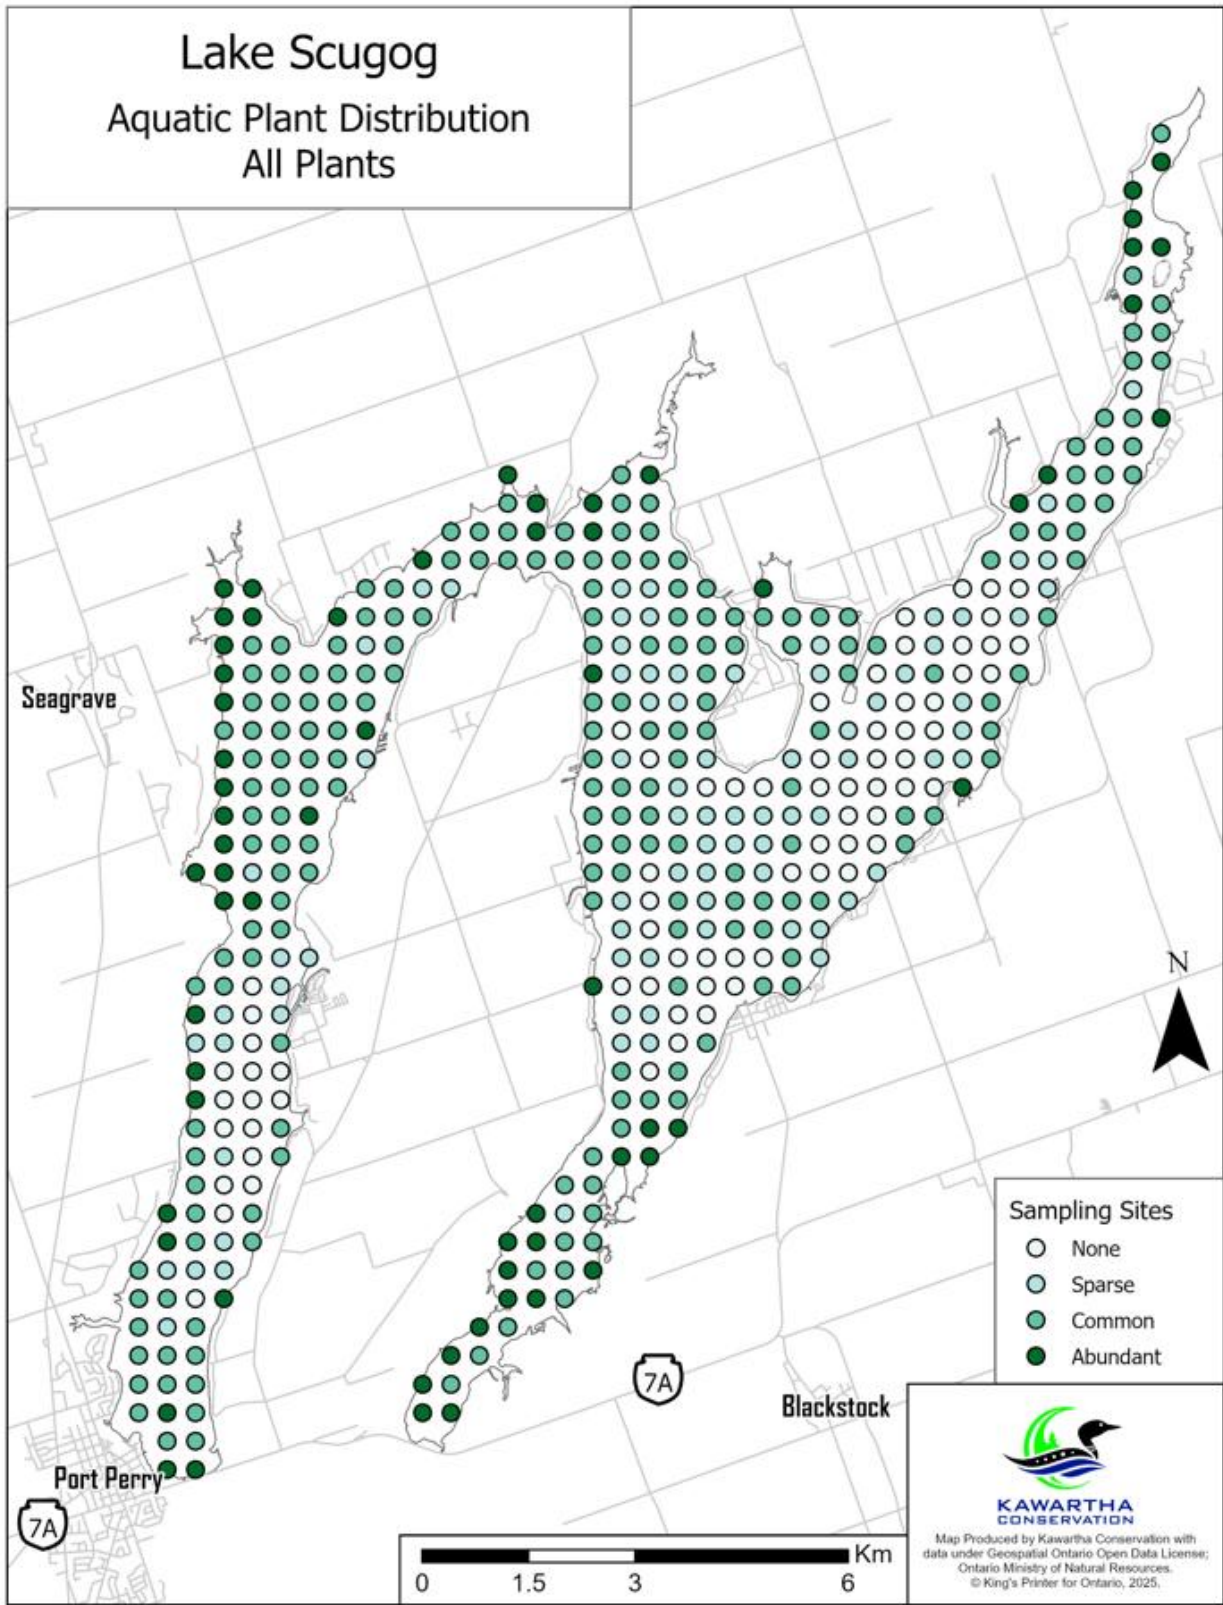 Lake Scugog
Aquatic Plant Distribution
All Plants
Seagrave
N
Sampling Sites
None
Sparse
Common
Abundant
7A
Blackstock
Port Perry
7A
KAWARTHA
CONSERVATION
Map Produced by Kawartha Conservation with
data under Geospatial Ontario Open Data License;
Ontario Ministry of Natural Resources.
© King's Printer for Ontario, 2025.
Km
0 1.5 3 6